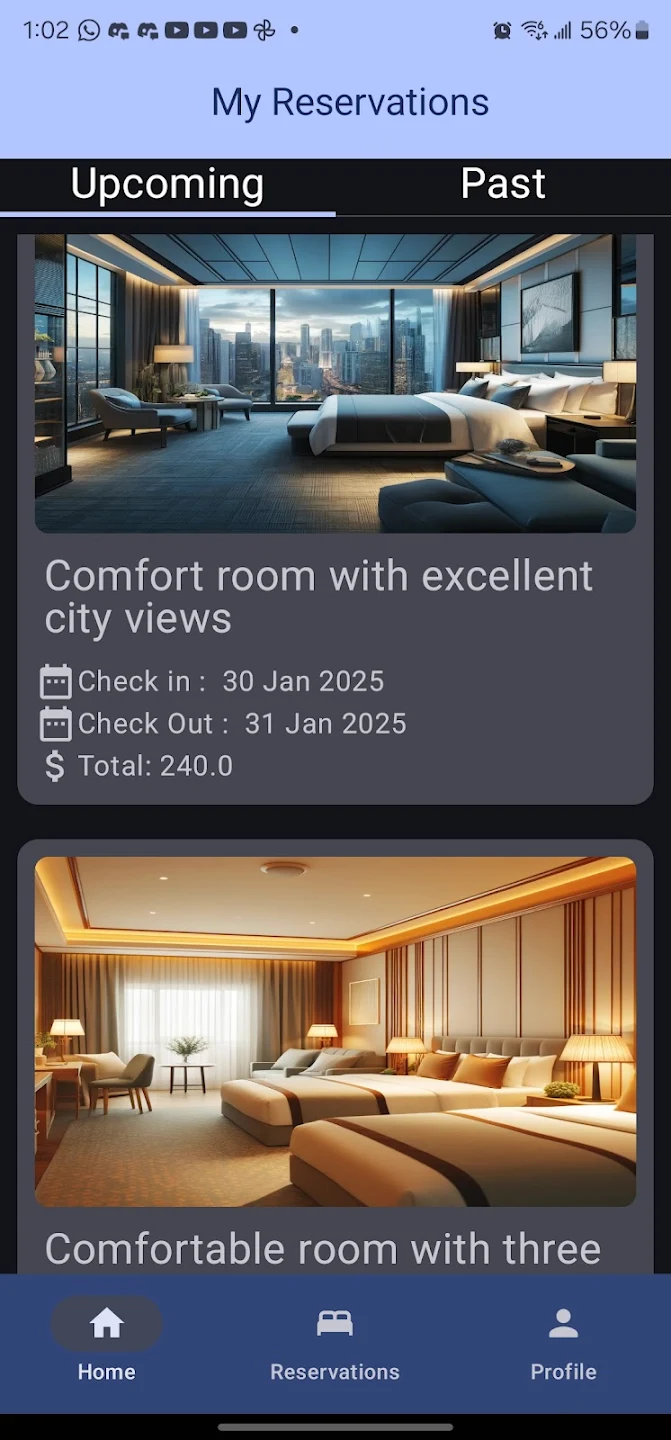 1:02 56%
My Reservations
Upcoming Past
Comfort room with excellent
city views
Check in : 30 Jan 2025
Check Out : 31 Jan 2025
$ Total: 240.0
Comfortable room with three
Home Reservations Profile